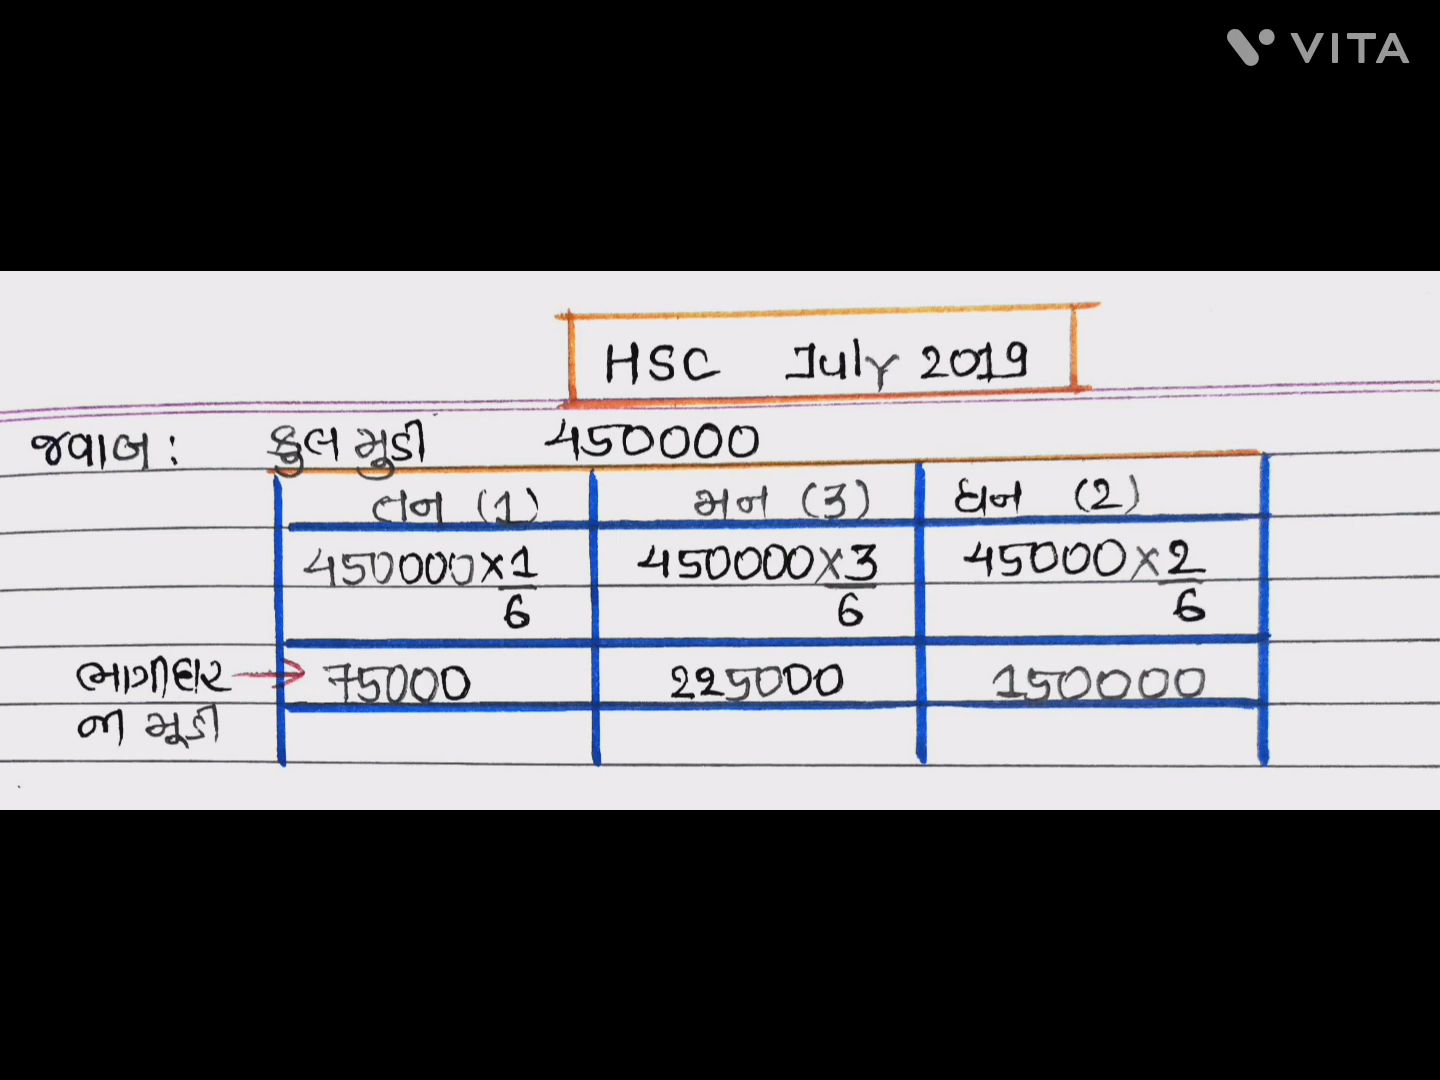 VITA
HSC July 2019
જવાબ : કુલ મુડી 450000
તન (1) મન (3) ધન (2)
450000×1/6 450000×3/6 45000×2/6
ભાગીદાર → 75000 225000 150000
ની મૂડી